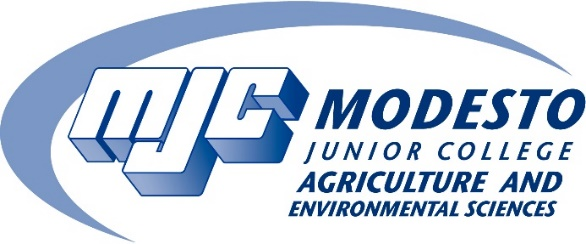 mJC
MODESTO
JUNIOR COLLEGE
AGRICULTURE AND
ENVIRONMENTAL SCIENCES